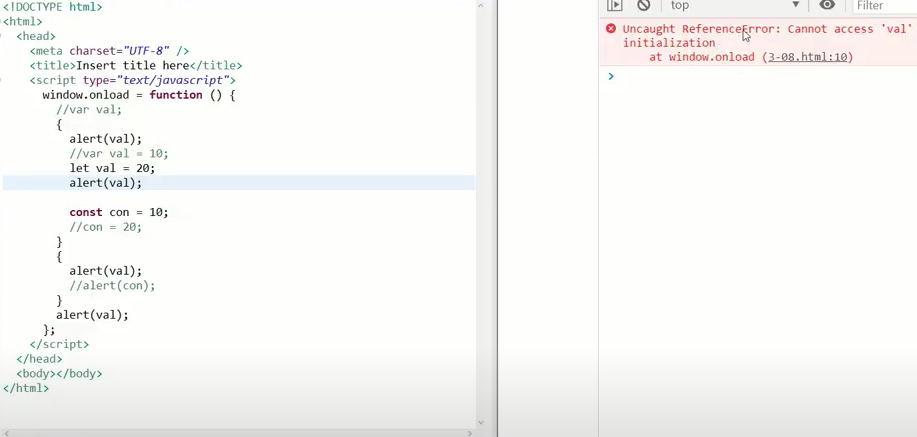 <!DOCTYPE html>
<html>
<head>
<meta charset="UTF-8" />
<title>Insert title here</title>
<script type="text/javascript">
window.onload = function () {
//var val;
{
alert(val);
//var val = 10;
let val = 20;
alert(val);
const con = 10;
//con = 20;
}
{
alert(val);
//alert(con);
}
alert(val);
};
</script>
</head>
<body></body>
</html>
top
Filter
Uncaught ReferenceError: Cannot access 'val'
initialization
at window.onload (3-08.html:10)